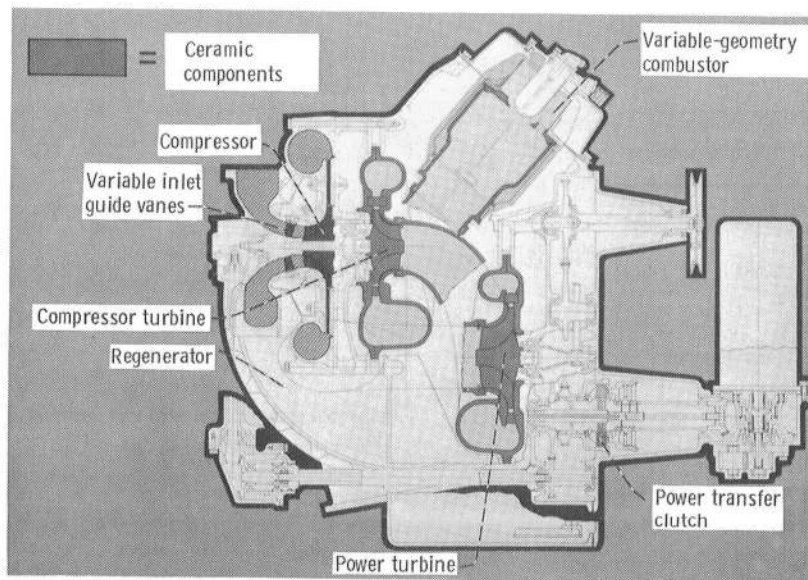 = Ceramic
components
Variable-geometry
combustor
Compressor
Variable inlet
guide vanes
Compressor turbine
Regenerator
Power transfer
clutch
Power turbine